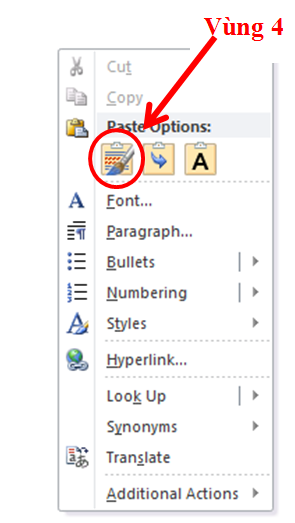 Vùng 4
Cut
Copy
Paste Options:
A
A Font...
Paragraph...
Bullets
Numbering
Styles
Hyperlink...
Look Up
Synonyms
Translate
Additional Actions